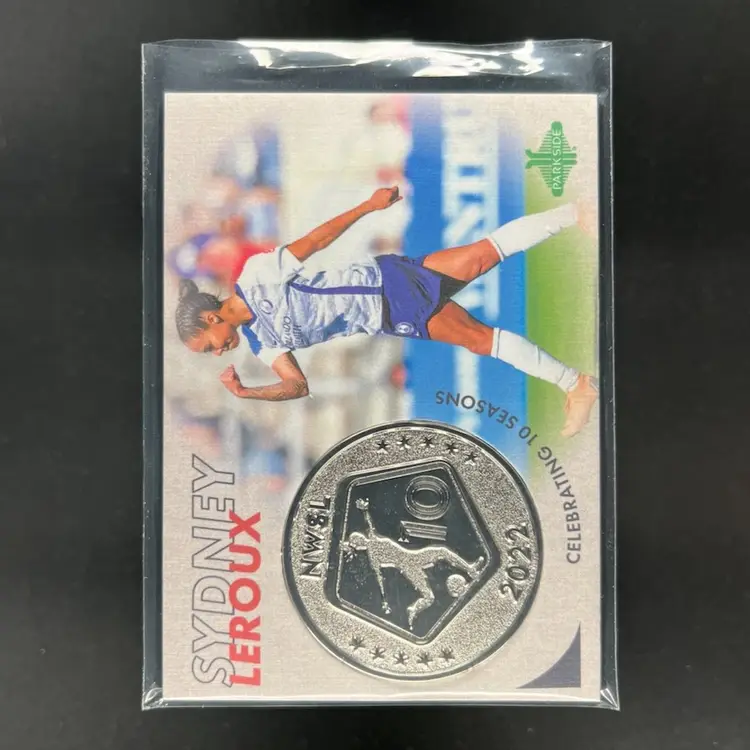 SYDNEY
LEROUX
PARKSIDE
CELEBRATING 10 SEASONS
NWSL
10
2022